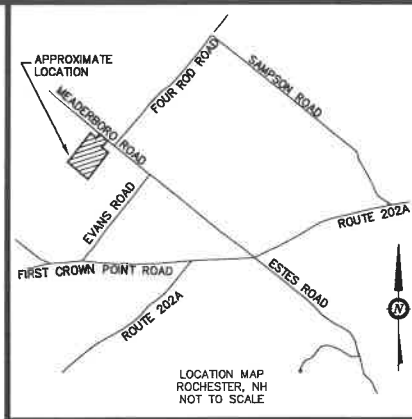 APPROXIMATE
LOCATION
MEADERBORO ROAD
FOUR ROD ROAD
SAMPSON ROAD
EVANS ROAD
ROUTE 202A
FIRST CROWN POINT ROAD
ESTES ROAD
ROUTE 202A
N
LOCATION MAP
ROCHESTER, NH
NOT TO SCALE